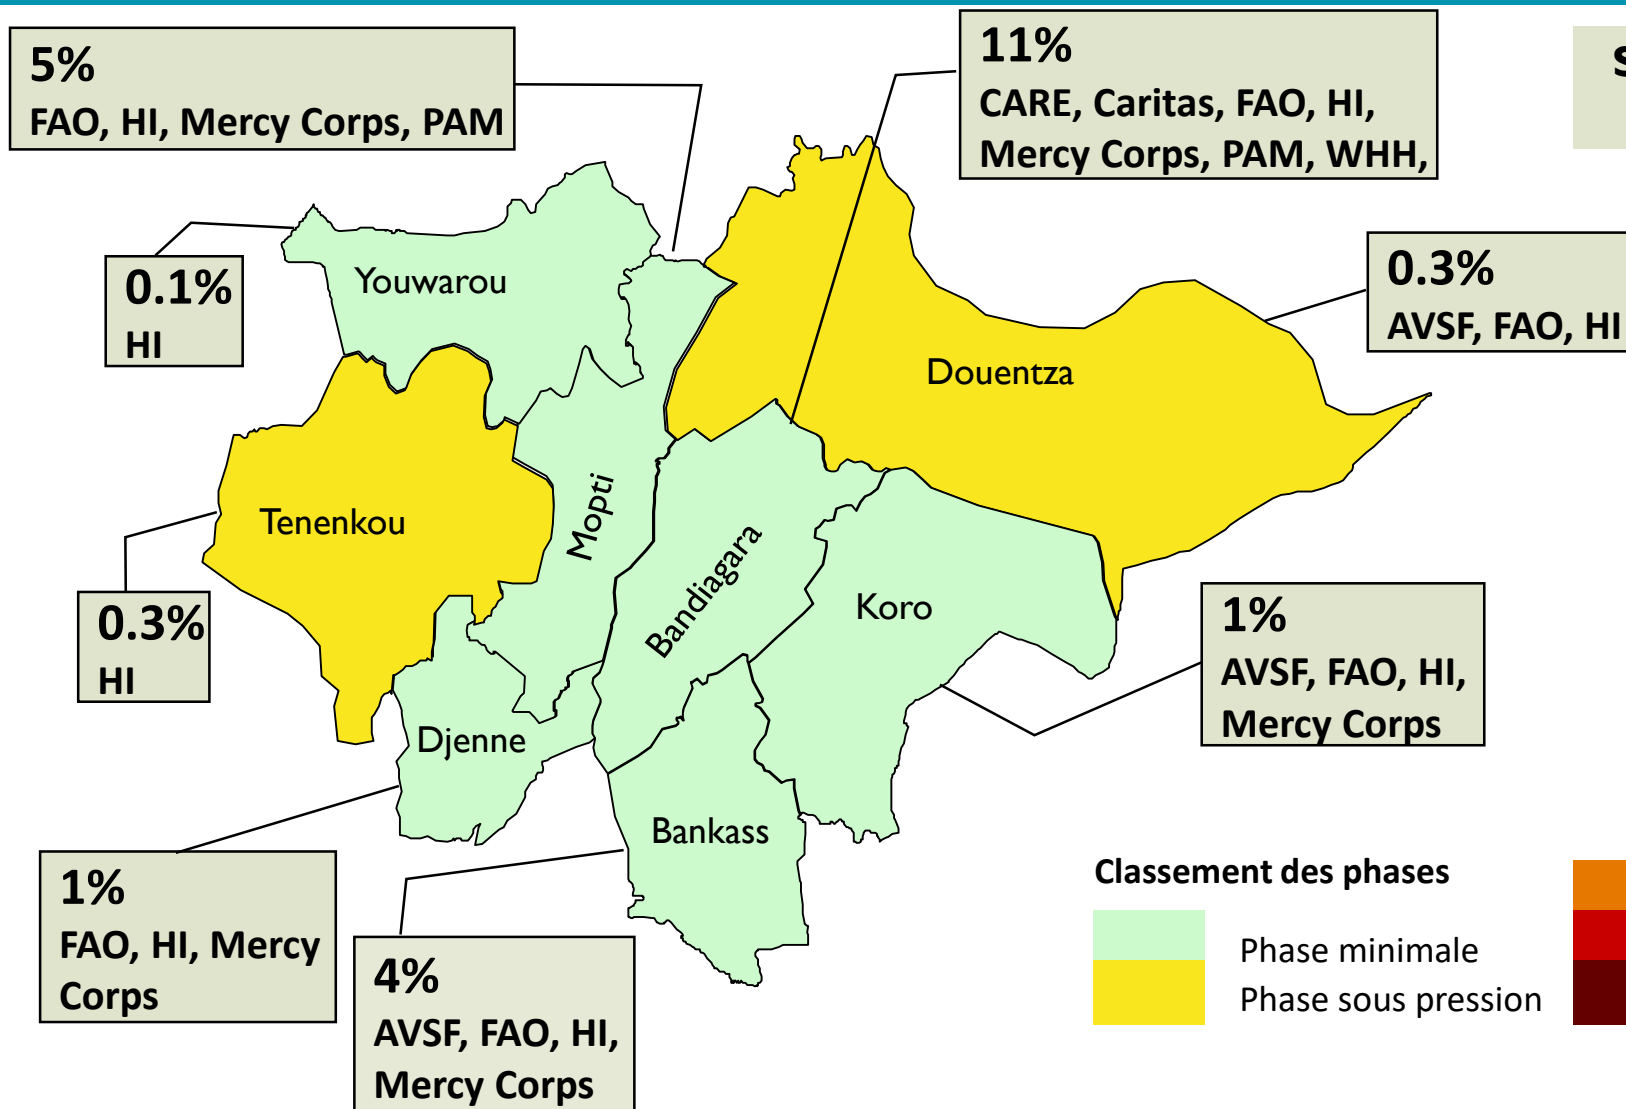 5%
FAO, HI, Mercy Corps, PAM
11%
CARE, Caritas, FAO, HI,
Mercy Corps, PAM, WHH,
S
0.1%
HI
Youwarou
0.3%
AVSF, FAO, HI
Douentza
Tenenkou
Mopti
Bandiagara
Koro
0.3%
HI
1%
AVSF, FAO, HI,
Mercy Corps
Djenne
Bankass
1%
FAO, HI, Mercy
Corps
4%
AVSF, FAO, HI,
Mercy Corps
Classement des phases
Phase minimale
Phase sous pression